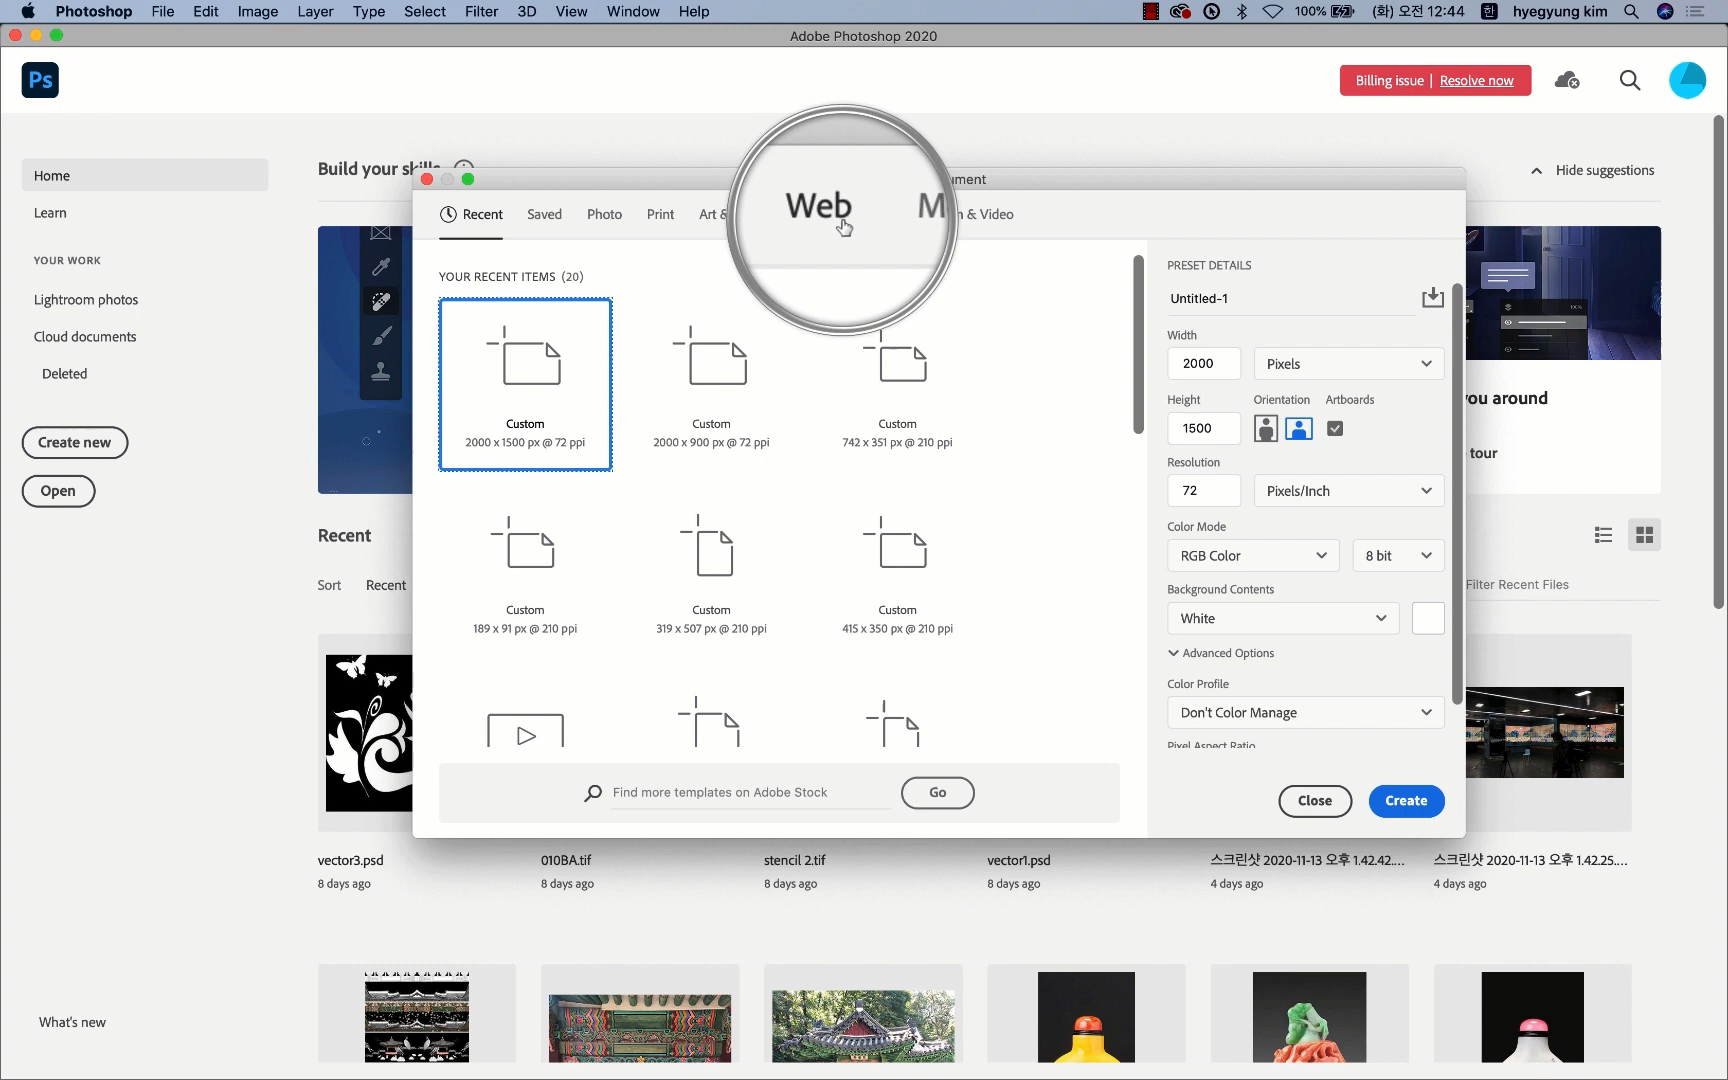 Photoshop File Edit Image Layer Type Select Filter 3D View Window Help 100% (화) 오전 12:44 한 hyegyung kim
Adobe Photoshop 2020
Ps
Billing issue | Resolve now
Home
Learn
YOUR WORK
Lightroom photos
Cloud documents
Deleted
Create new
Open
What's new
Build your
Hide suggestions
Recent Saved Photo Print Art & Web & Video
YOUR RECENT ITEMS (20)
Custom
2000 x 1500 px @ 72 ppi
Custom
2000 x 900 px @ 72 ppi
Custom
742 x 351 px @ 210 ppi
Custom
189 x 91 px @ 210 ppi
Custom
319 x 507 px @ 210 ppi
Custom
415 x 350 px @ 210 ppi
Find more templates on Adobe Stock Go
PRESET DETAILS
Untitled-1
Width
2000 Pixels
Height Orientation Artboards
1500
Resolution
72 Pixels/Inch
Color Mode
RGB Color 8 bit
Background Contents
White
Advanced Options
Color Profile
Don't Color Manage
Pixel Aspect Ratio
Close Create
you around
tour
Recent
Sort Recent
Filter Recent Files
vector3.psd
8 days ago
010BA.tif
8 days ago
stencil 2.tif
8 days ago
vector1.psd
8 days ago
스크린샷 2020-11-13 오후 1.42.42....
4 days ago
스크린샷 2020-11-13 오후 1.42.25....
4 days ago